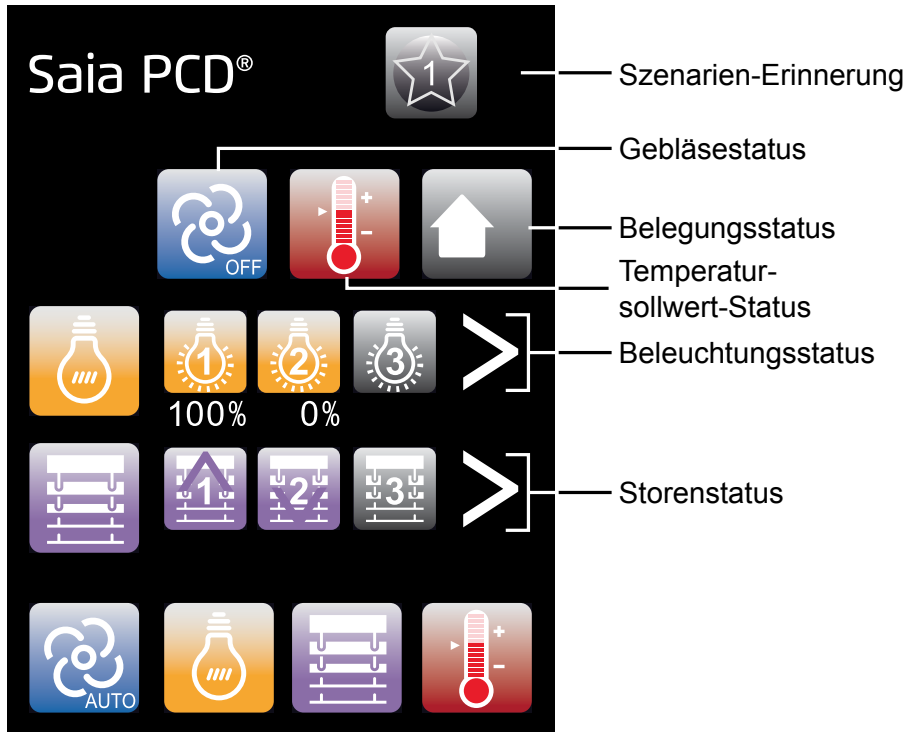 Saia PCD®
1
Szenarien-Erinnerung
Gebläsestatus
OFF
+
-
Belegungsstatus
Temperatur-
sollwert-Status
1
2
3
Beleuchtungsstatus
100%
0%
1
2
3
Storenstatus
AUTO
+
-